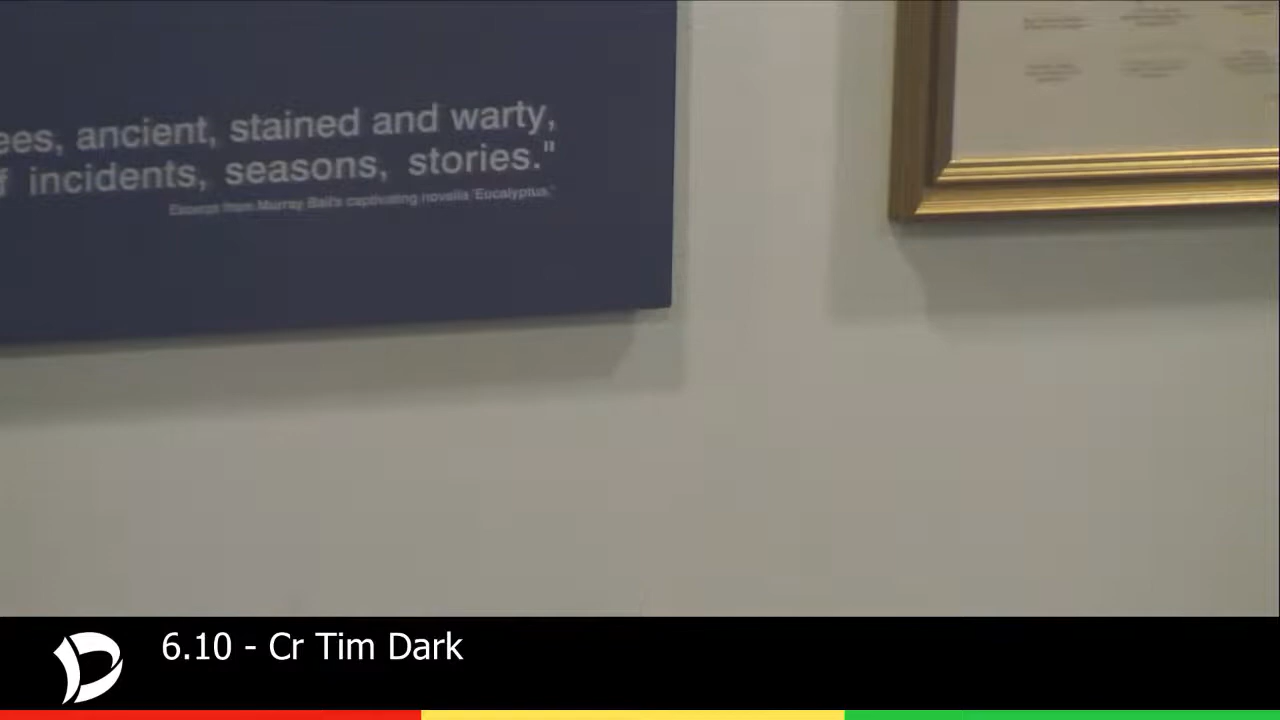 ees, ancient, stained and warty,
f incidents, seasons, stories."
Excerpt from Murray Bail's captivating novella 'Eucalyptus.'
6.10 - Cr Tim Dark